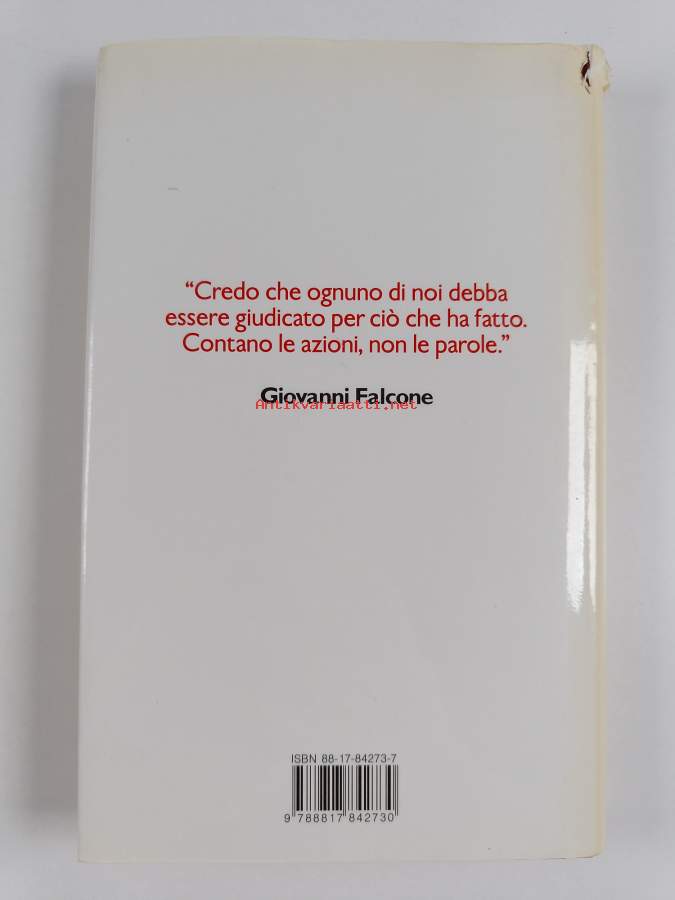 “Credo che ognuno di noi debba
essere giudicato per ciò che ha fatto.
Contano le azioni, non le parole.”
Giovanni Falcone
Antikvariaatti.net
ISBN 88-17-84273-7
9 788817 842730